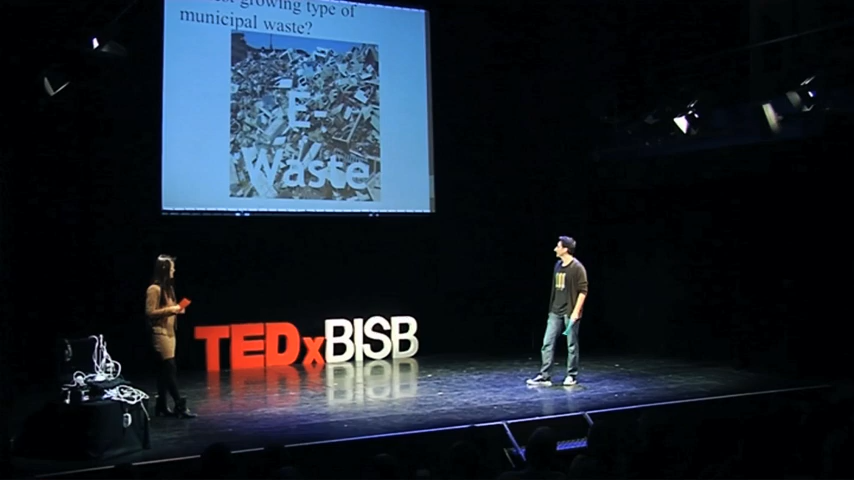 growing type of
municipal waste?
E-
Waste
TEDxBISB